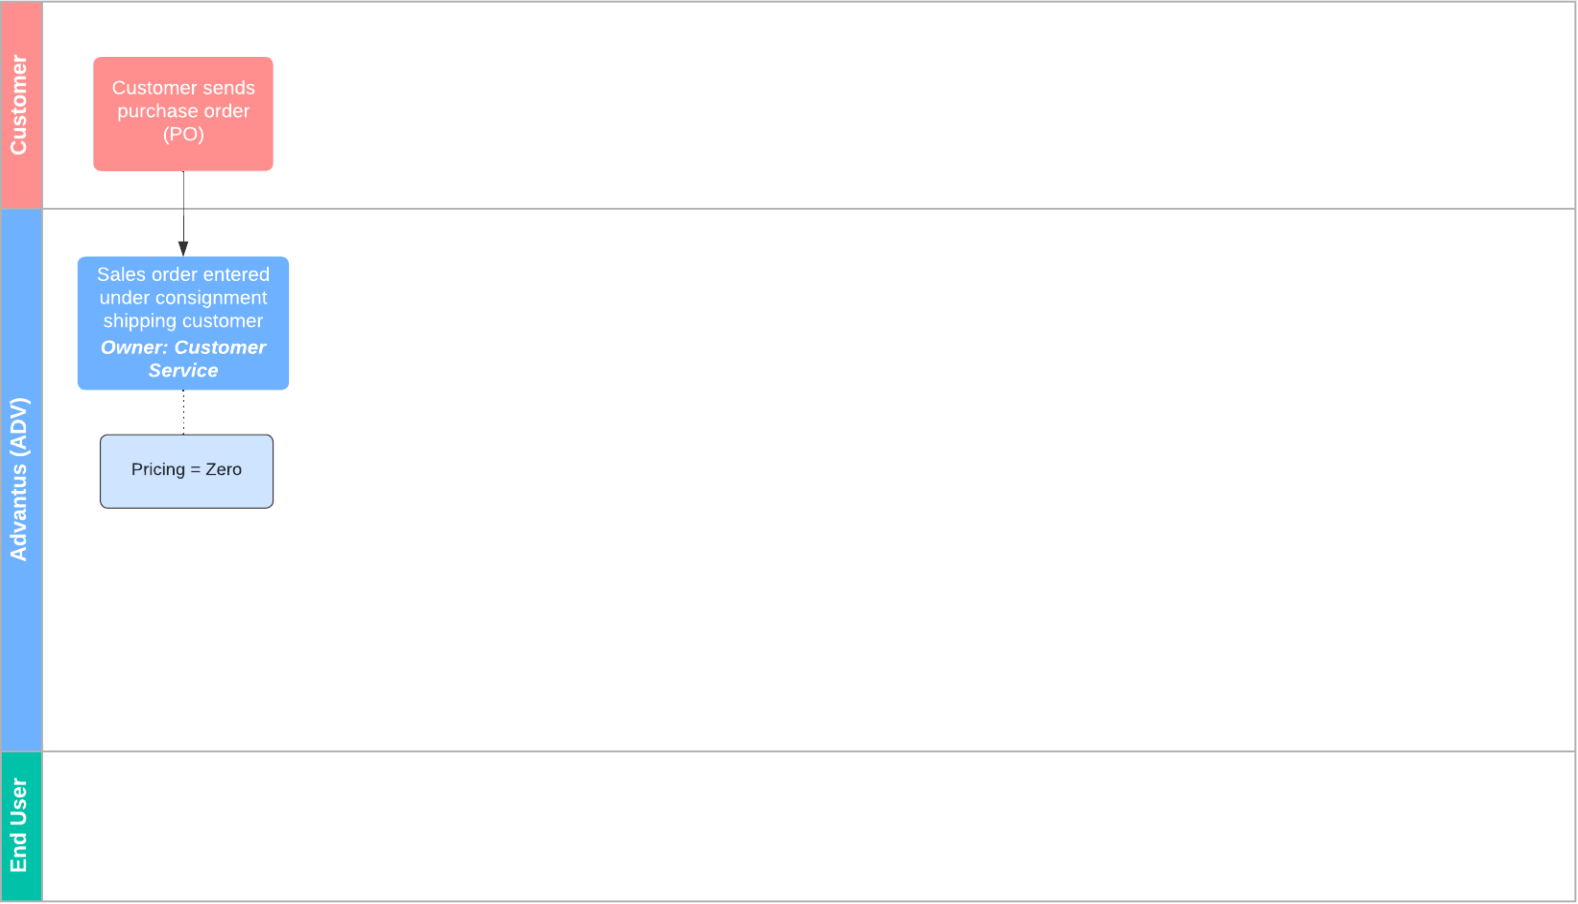 Customer
Customer sends
purchase order
(PO)
Advantus (ADV)
Sales order entered
under consignment
shipping customer
Owner: Customer
Service
Pricing = Zero
End User